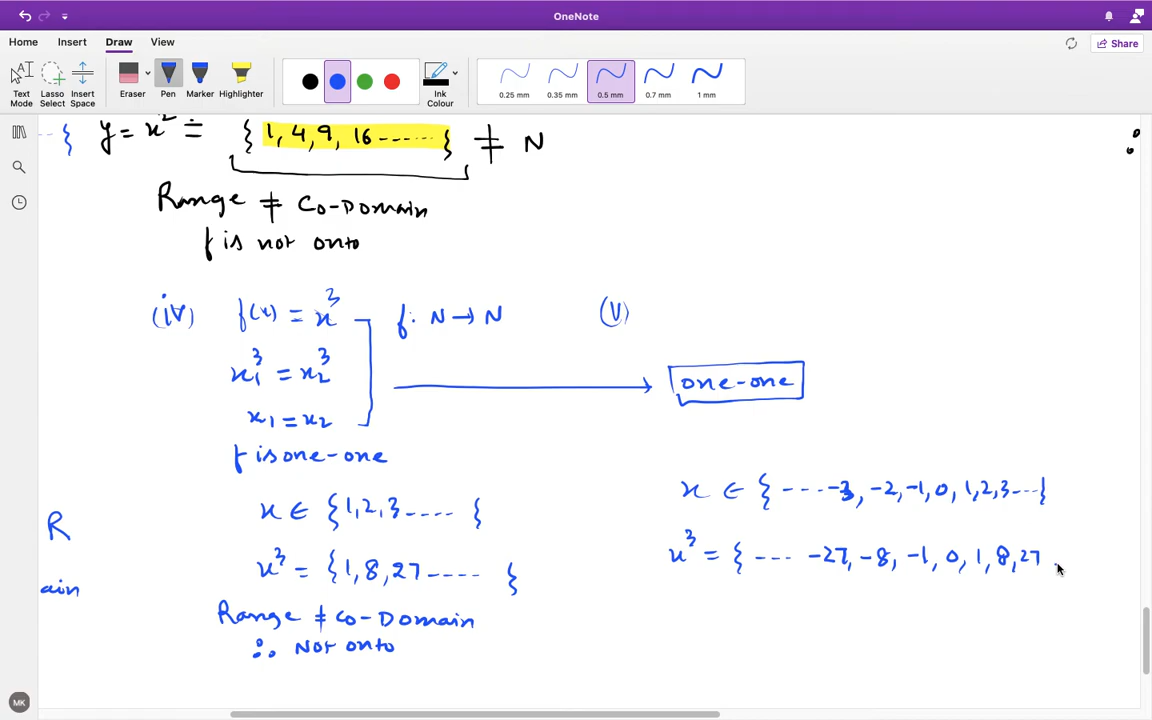 OneNote
Home Insert Draw View
Share
Text Mode
Lasso Select
Insert Space
Eraser
Pen
Marker
Highlighter
Ink Colour
0.25 mm
0.35 mm
0.5 mm
0.7 mm
1 mm
} y = x² = { 1, 4, 9, 16 ------ } ≠ N
Range ≠ Co-Domain
f is not onto
(iv) f(x) = x³ f: N → N (v)
x₁³ = x₂³
one-one
x₁ = x₂
f is one-one
x ∈ {1, 2, 3 ---- }
x³ = {1, 8, 27 ---- }
Range ≠ Co-Domain
∴ Not onto
x ∈ { ---- -3, -2, -1, 0, 1, 2, 3 --- }
x³ = { ---- -27, -8, -1, 0, 1, 8, 27
R
ain
MK